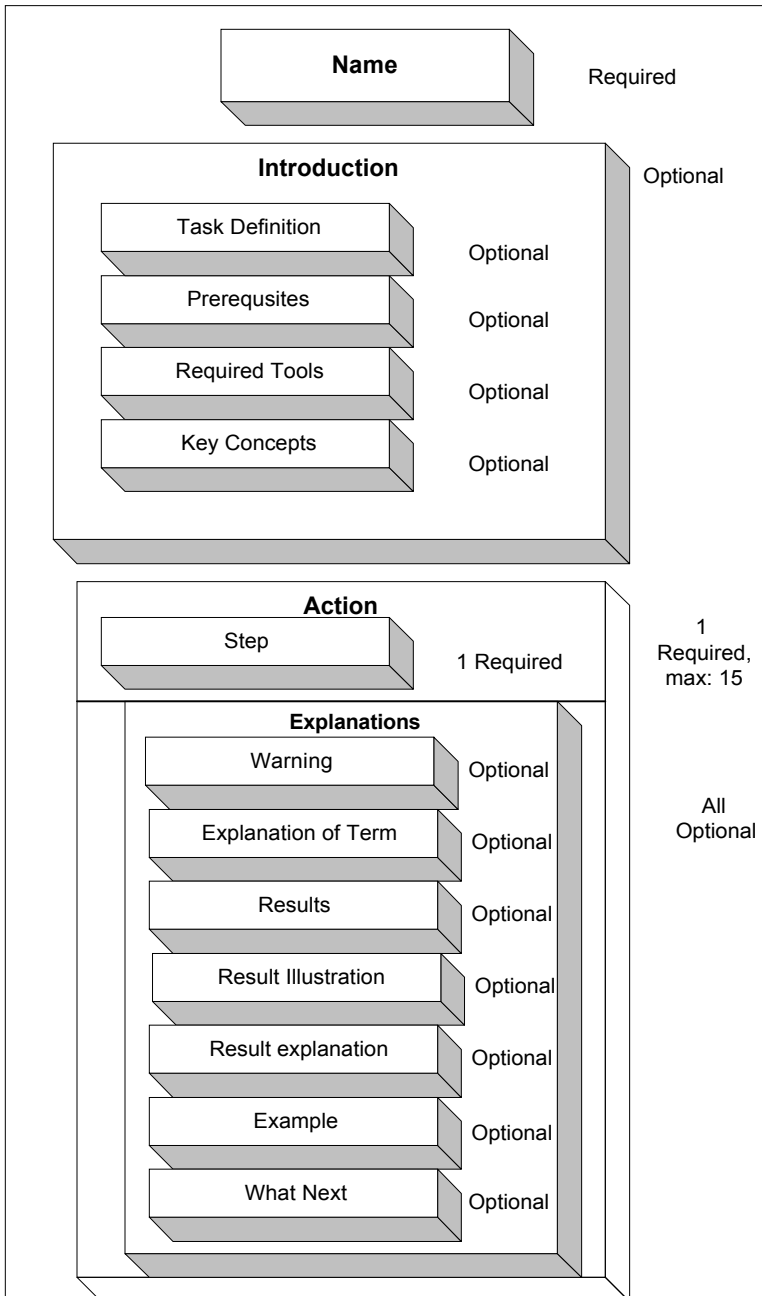 Name
Required
Introduction
Optional
Task Definition
Optional
Prerequsites
Optional
Required Tools
Optional
Key Concepts
Optional
Action
Step
1 Required
1
Required,
max: 15
Explanations
Warning
Optional
Explanation of Term
Optional
All
Optional
Results
Optional
Result Illustration
Optional
Result explanation
Optional
Example
Optional
What Next
Optional